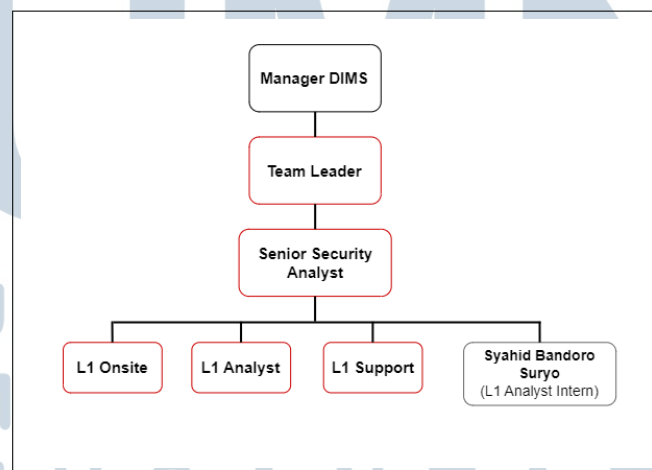 Manager DIMS
Team Leader
Senior Security
Analyst
L1 Onsite
L1 Analyst
L1 Support
Syahid Bandoro
Suryo
(L1 Analyst Intern)